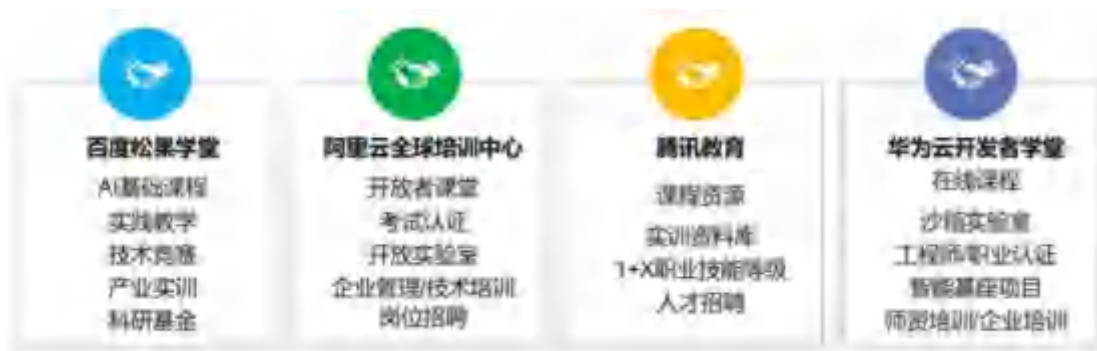 百度松果学堂
AI基础课程
实践教学
技术竞赛
产业实训
科研基金
阿里云全球培训中心
开放者课堂
考试认证
开放实验室
企业管理/技术培训
岗位招聘
腾讯教育
课程资源
实训资料库
1+X职业技能等级
人才招聘
华为云开发者学堂
在线课程
沙箱实验室
工程师/职业认证
智能基座项目
师资培训/企业培训